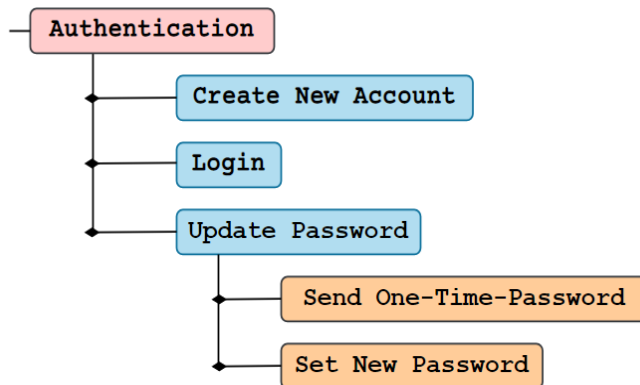 Authentication
Create New Account
Login
Update Password
Send One-Time-Password
Set New Password